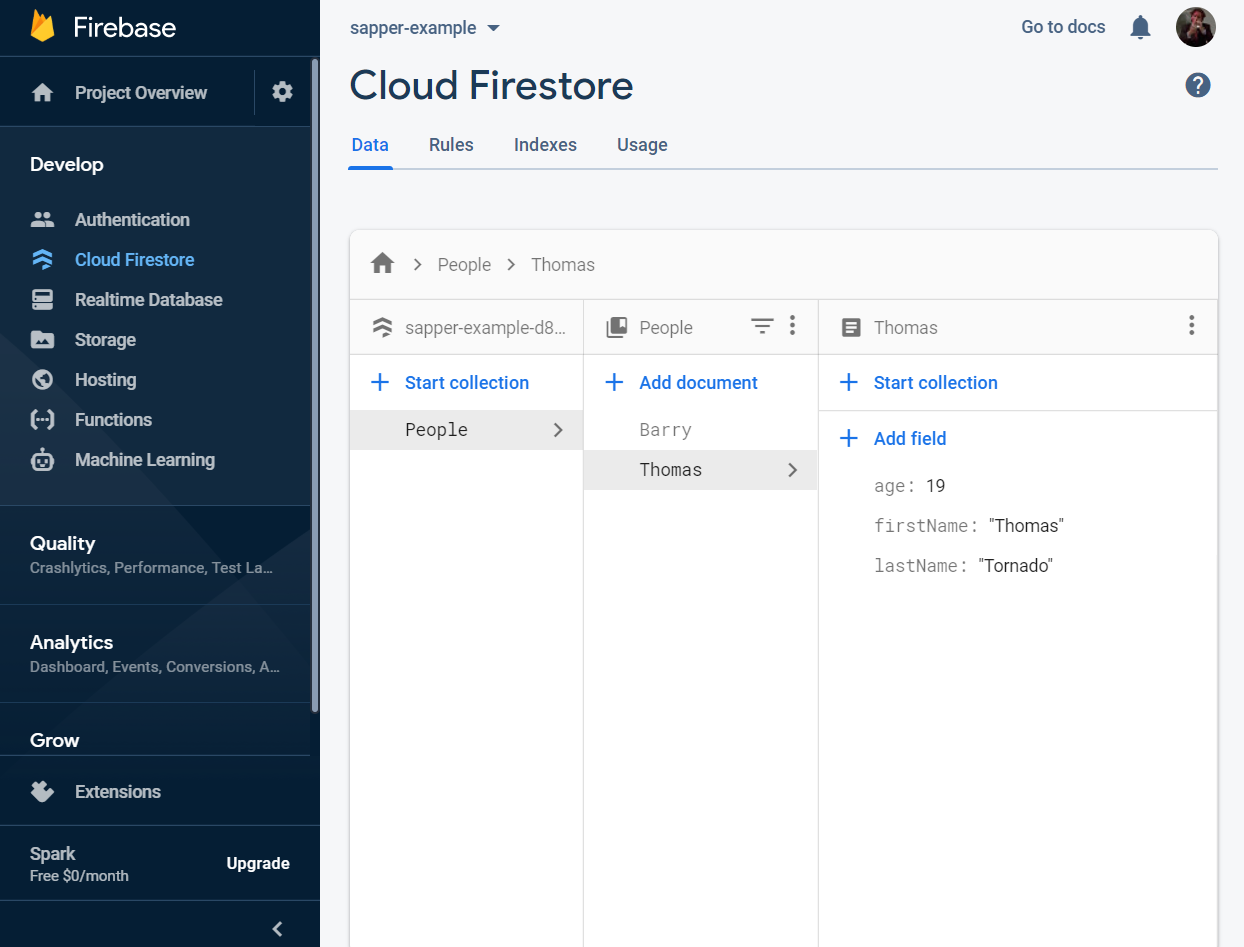 Firebase
Project Overview
Develop
Authentication
Cloud Firestore
Realtime Database
Storage
Hosting
Functions
Machine Learning
Quality
Crashlytics, Performance, Test La...
Analytics
Dashboard, Events, Conversions, A...
Grow
Extensions
Spark
Free $0/month
Upgrade
sapper-example
Go to docs
Cloud Firestore
?
Data Rules Indexes Usage
People > Thomas
sapper-example-d8...
Start collection
People
People
Add document
Barry
Thomas
Thomas
Start collection
Add field
age: 19
firstName: "Thomas"
lastName: "Tornado"